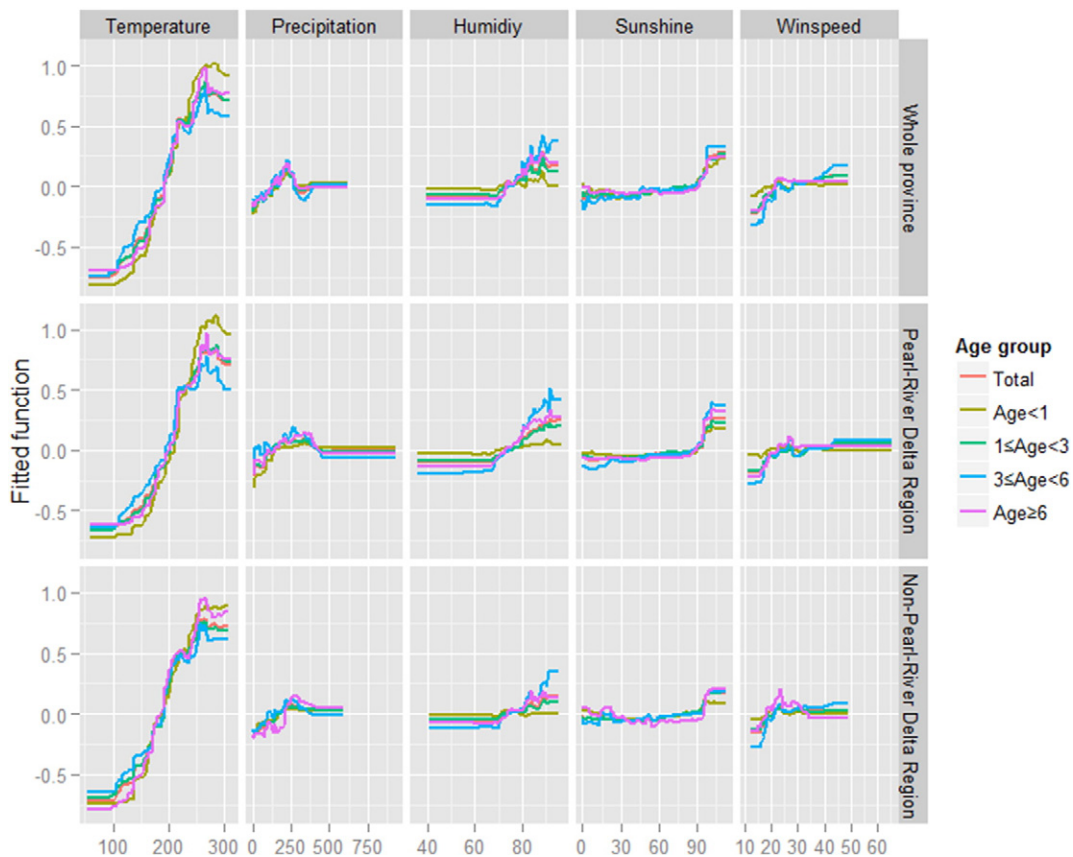 Temperature Precipitation Humidiy Sunshine Winspeed
1.0
0.5
0.0
-0.5
Whole province
1.0
0.5
0.0
-0.5
Pearl-River Delta Region
1.0
0.5
0.0
-0.5
Non-Pearl-River Delta Region
Fitted function
100 200 300 0 250 500 750 40 60 80 0 30 60 90 10 20 30 40 50 60
Age group
Total
Age<1
1≤Age<3
3≤Age<6
Age≥6